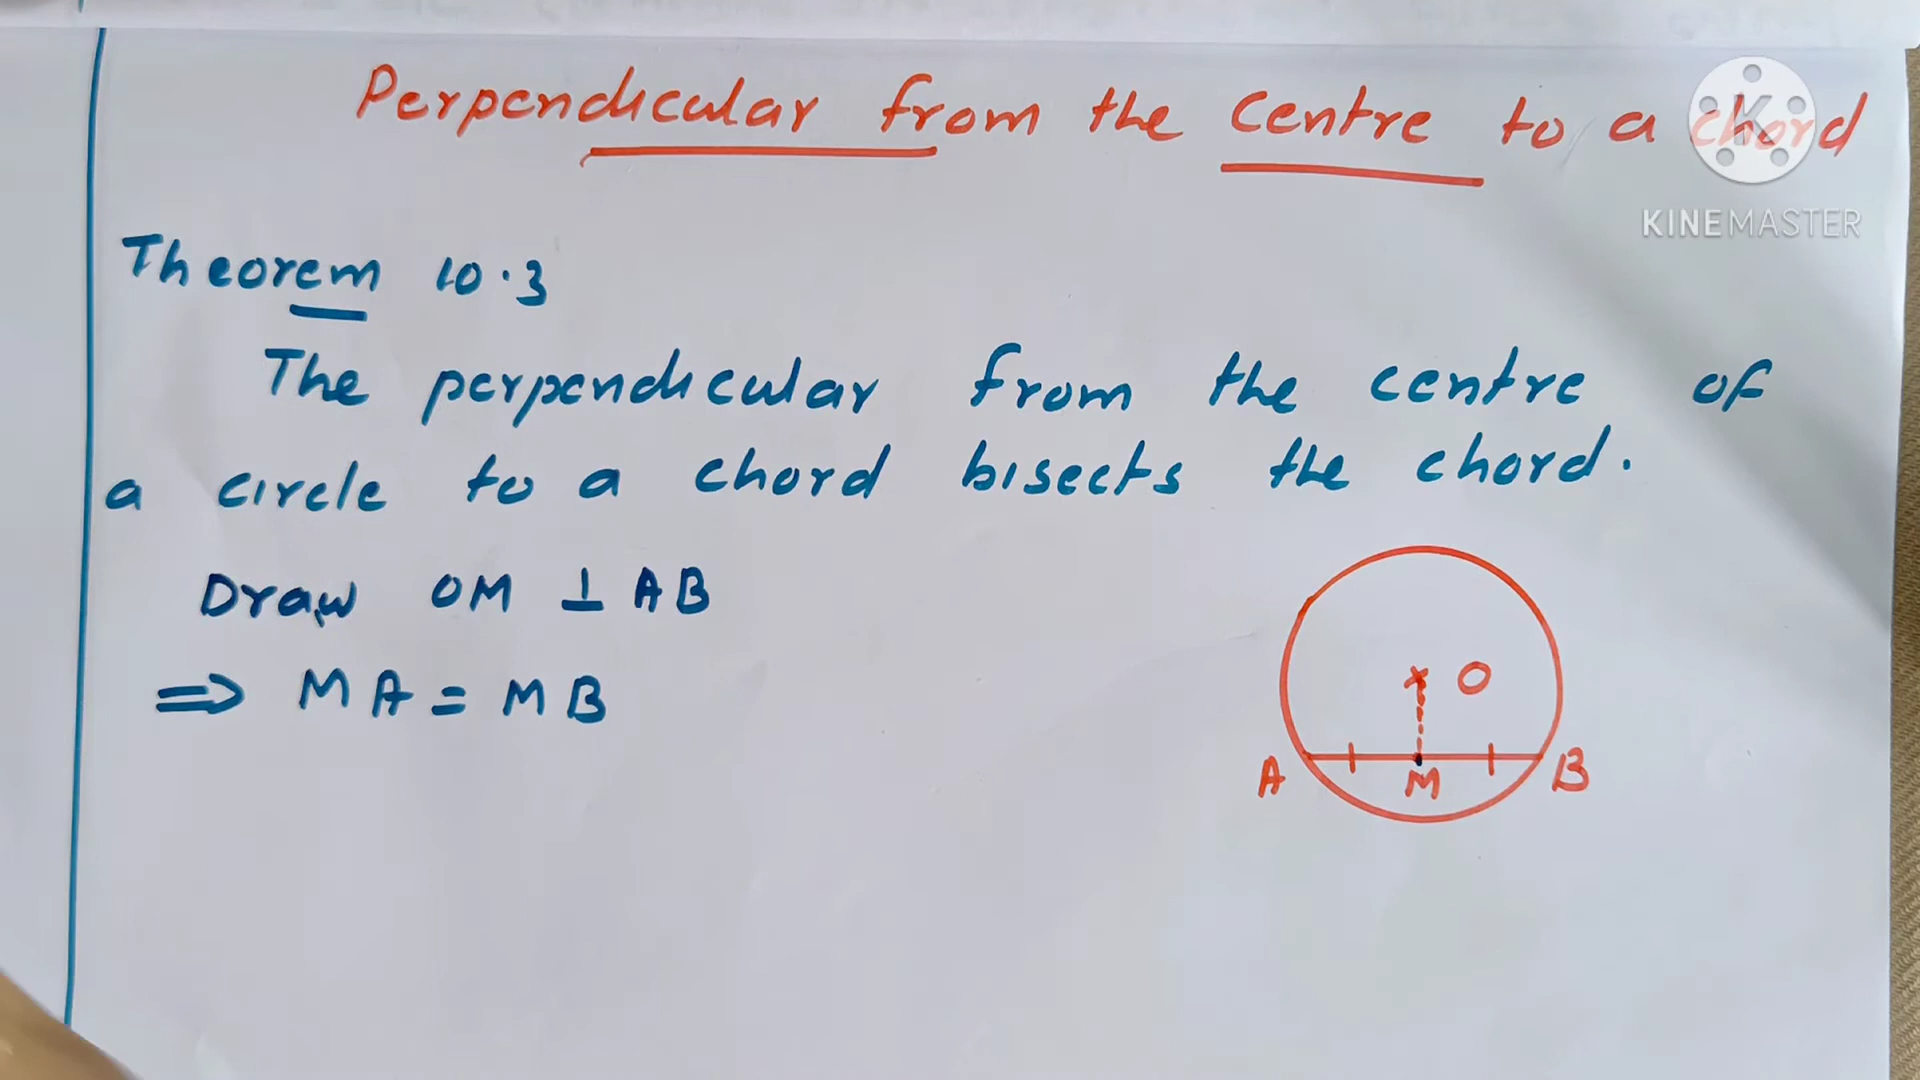 Perpendicular from the Centre to a chord
KINEMASTER
Theorem 10.3
The perpendicular from the centre of
a circle to a chord bisects the chord.
Draw OM ⊥ AB
⇒ MA = MB
O
A M B